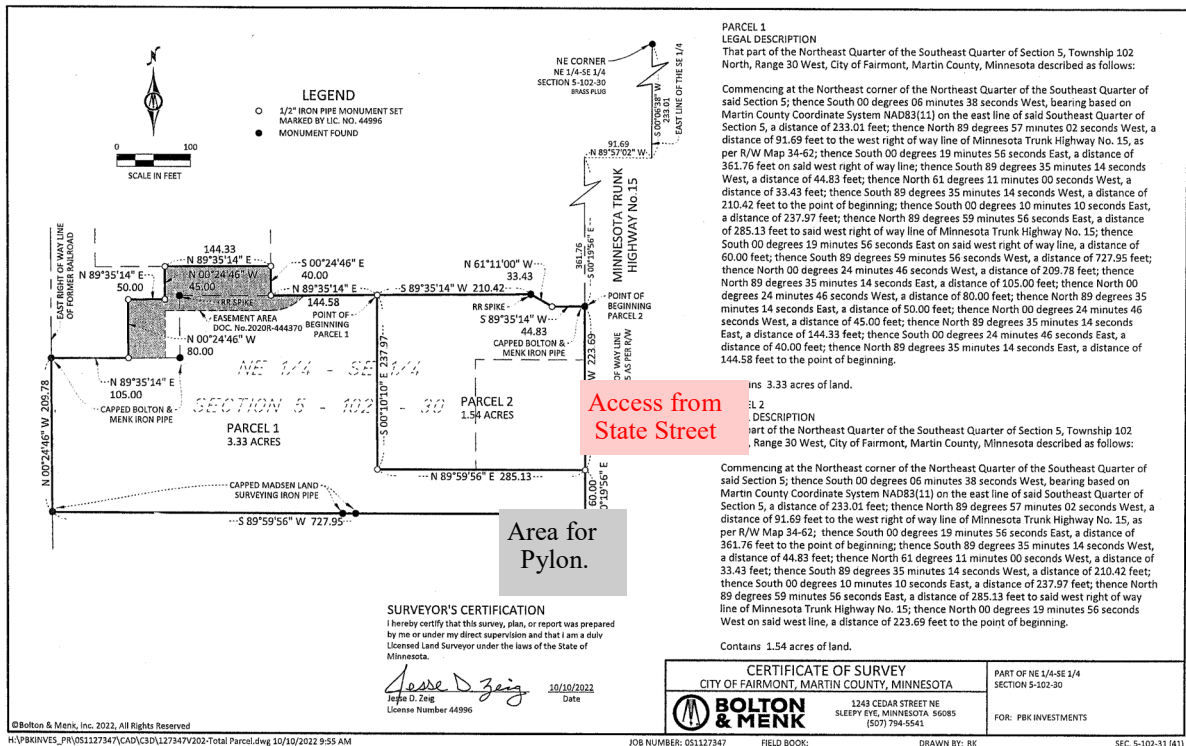 N
LEGEND
1/2" IRON PIPE MONUMENT SET
MARKED BY LIC. NO. 44996
MONUMENT FOUND
0 100
SCALE IN FEET
NE CORNER
NE 1/4-SE 1/4
SECTION 5-102-30
BRASS PLUG
S 00°06'38" W
233.01
EAST LINE OF THE SE 1/4
91.69
N 89°57'02" W
MINNESOTA TRUNK
HIGHWAY No.15
361.76
S 00°19'56" E
EAST RIGHT OF WAY LINE
OF FORMER RAILROAD
144.33
N 89°35'14" E
N 89°35'14" E
50.00
N 00°24'46" W
45.00
S 00°24'46" E
40.00
RR SPIKE
N 89°35'14" E
144.58
EASEMENT AREA
DOC. No.2020R-444370
POINT OF
BEGINNING
PARCEL 1
S 89°35'14" W 210.42
N 61°11'00" W
33.43
RR SPIKE
S 89°35'14" W
44.83
POINT OF
BEGINNING
PARCEL 2
CAPPED BOLTON &
MENK IRON PIPE
N 00°24'46" W
80.00
N 89°35'14" E
105.00
CAPPED BOLTON &
MENK IRON PIPE
NE 1/4 - SE 1/4
SECTION 5 - 102 - 30
PARCEL 1
3.33 ACRES
PARCEL 2
1.54 ACRES
S 00°10'10" E 237.97
223.69
OF WAY LINE
AS PER R/W
N 00°24'46" W 209.78
N 89°59'56" E 285.13
CAPPED MADSEN LAND
SURVEYING IRON PIPE
S 89°59'56" W 727.95
60.00
°19'56" E
Access from
State Street
Area for
Pylon.
SURVEYOR'S CERTIFICATION
I hereby certify that this survey, plan, or report was prepared
by me or under my direct supervision and that I am a duly
Licensed Land Surveyor under the laws of the State of
Minnesota.
Jesse D. Zeig
10/10/2022
Jesse D. Zeig Date
License Number 44996
PARCEL 1
LEGAL DESCRIPTION
That part of the Northeast Quarter of the Southeast Quarter of Section 5, Township 102
North, Range 30 West, City of Fairmont, Martin County, Minnesota described as follows:
Commencing at the Northeast corner of the Northeast Quarter of the Southeast Quarter of
said Section 5; thence South 00 degrees 06 minutes 38 seconds West, bearing based on
Martin County Coordinate System NAD83(11) on the east line of said Southeast Quarter of
Section 5, a distance of 233.01 feet; thence North 89 degrees 57 minutes 02 seconds West, a
distance of 91.69 feet to the west right of way line of Minnesota Trunk Highway No. 15, as
per R/W Map 34-62; thence South 00 degrees 19 minutes 56 seconds East, a distance of
361.76 feet on said west right of way line; thence South 89 degrees 35 minutes 14 seconds
West, a distance of 44.83 feet; thence North 61 degrees 11 minutes 00 seconds West, a
distance of 33.43 feet; thence South 89 degrees 35 minutes 14 seconds West, a distance of
210.42 feet to the point of beginning; thence South 00 degrees 10 minutes 10 seconds East,
a distance of 237.97 feet; thence North 89 degrees 59 minutes 56 seconds East, a distance
of 285.13 feet to said west right of way line of Minnesota Trunk Highway No. 15; thence
South 00 degrees 19 minutes 56 seconds East on said west right of way line, a distance of
60.00 feet; thence South 89 degrees 59 minutes 56 seconds West, a distance of 727.95 feet;
thence North 00 degrees 24 minutes 46 seconds West, a distance of 209.78 feet; thence
North 89 degrees 35 minutes 14 seconds East, a distance of 105.00 feet; thence North 00
degrees 24 minutes 46 seconds West, a distance of 80.00 feet; thence North 89 degrees 35
minutes 14 seconds East, a distance of 50.00 feet; thence North 00 degrees 24 minutes 46
seconds West, a distance of 45.00 feet; thence North 89 degrees 35 minutes 14 seconds
East, a distance of 144.33 feet; thence South 00 degrees 24 minutes 46 seconds East, a
distance of 40.00 feet; thence North 89 degrees 35 minutes 14 seconds East, a distance of
144.58 feet to the point of beginning.
ins 3.33 acres of land.
EL 2
DESCRIPTION
art of the Northeast Quarter of the Southeast Quarter of Section 5, Township 102
, Range 30 West, City of Fairmont, Martin County, Minnesota described as follows:
Commencing at the Northeast corner of the Northeast Quarter of the Southeast Quarter of
said Section 5; thence South 00 degrees 06 minutes 38 seconds West, bearing based on
Martin County Coordinate System NAD83(11) on the east line of said Southeast Quarter of
Section 5, a distance of 233.01 feet; thence North 89 degrees 57 minutes 02 seconds West, a
distance of 91.69 feet to the west right of way line of Minnesota Trunk Highway No. 15, as
per R/W Map 34-62; thence South 00 degrees 19 minutes 56 seconds East, a distance of
361.76 feet to the point of beginning; thence South 89 degrees 35 minutes 14 seconds West,
a distance of 44.83 feet; thence North 61 degrees 11 minutes 00 seconds West, a distance of
33.43 feet; thence South 89 degrees 35 minutes 14 seconds West, a distance of 210.42 feet;
thence South 00 degrees 10 minutes 10 seconds East, a distance of 237.97 feet; thence North
89 degrees 59 minutes 56 seconds East, a distance of 285.13 feet to said west right of way
line of Minnesota Trunk Highway No. 15; thence North 00 degrees 19 minutes 56 seconds
West on said west line, a distance of 223.69 feet to the point of beginning.
Contains 1.54 acres of land.
CERTIFICATE OF SURVEY
CITY OF FAIRMONT, MARTIN COUNTY, MINNESOTA
BOLTON
& MENK
1243 CEDAR STREET NE
SLEEPY EYE, MINNESOTA 56085
(507) 794-5541
PART OF NE 1/4-SE 1/4
SECTION 5-102-30
FOR: PBK INVESTMENTS
©Bolton & Menk, Inc. 2022, All Rights Reserved
H:\PBKINVES_PR\0S1127347\CAD\C3D\127347V202-Total Parcel.dwg 10/10/2022 9:55 AM
JOB NUMBER: 0S1127347 FIELD BOOK: DRAWN BY: RK SEC. 5-102-31 (41)